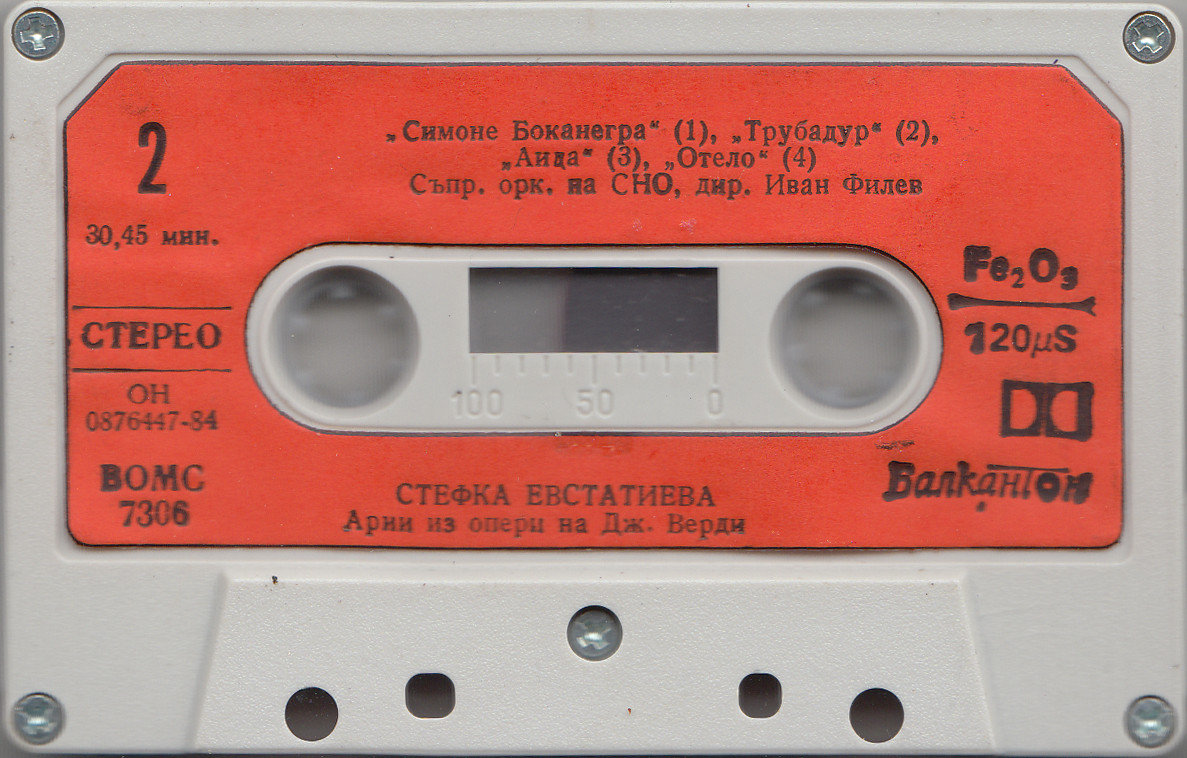 2
„Симоне Боканегра“ (1), „Трубадур“ (2),
„Аида“ (3), „Отело“ (4)
Съпр. орк. на СНО, дир. Иван Филев
30,45 мин.
СТЕРЕО
ОН
0876447-84
ВОМС
7306
Fe₂O₃
120µS
100 50 0
Балкантон
СТЕФКА ЕВСТАТИЕВА
Арии из опери на Дж. Верди